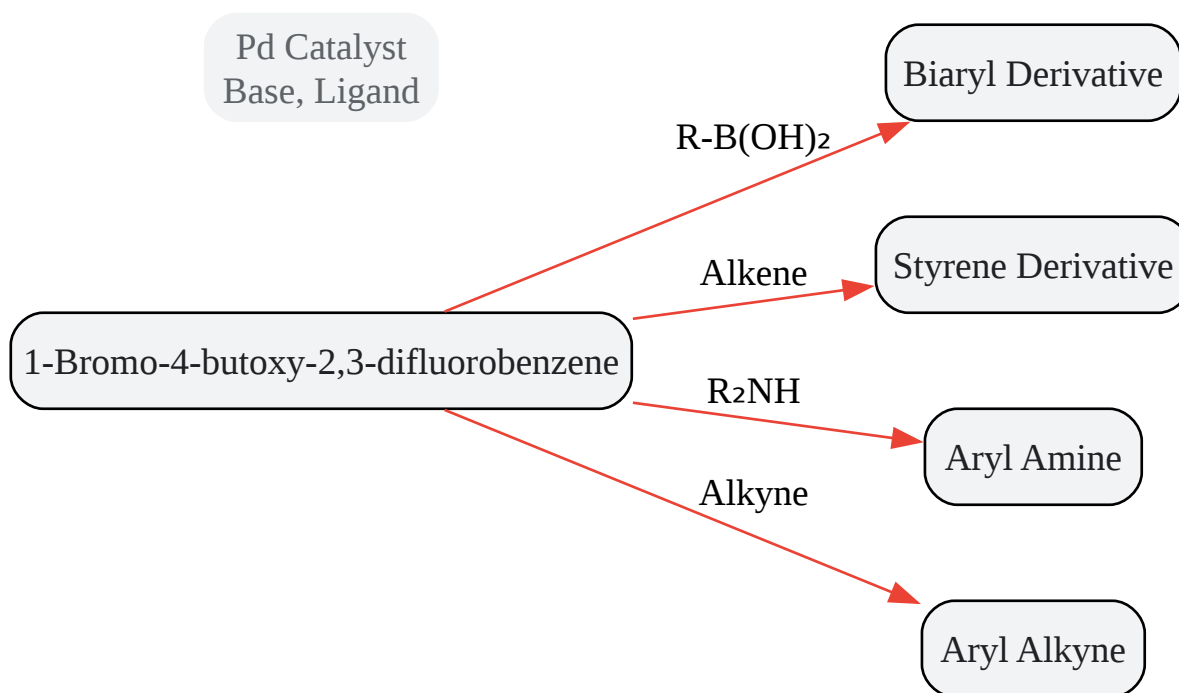 Pd Catalyst
Base, Ligand
Biaryl Derivative
R-B(OH)₂
Styrene Derivative
Alkene
1-Bromo-4-butoxy-2,3-difluorobenzene
R₂NH
Aryl Amine
Alkyne
Aryl Alkyne